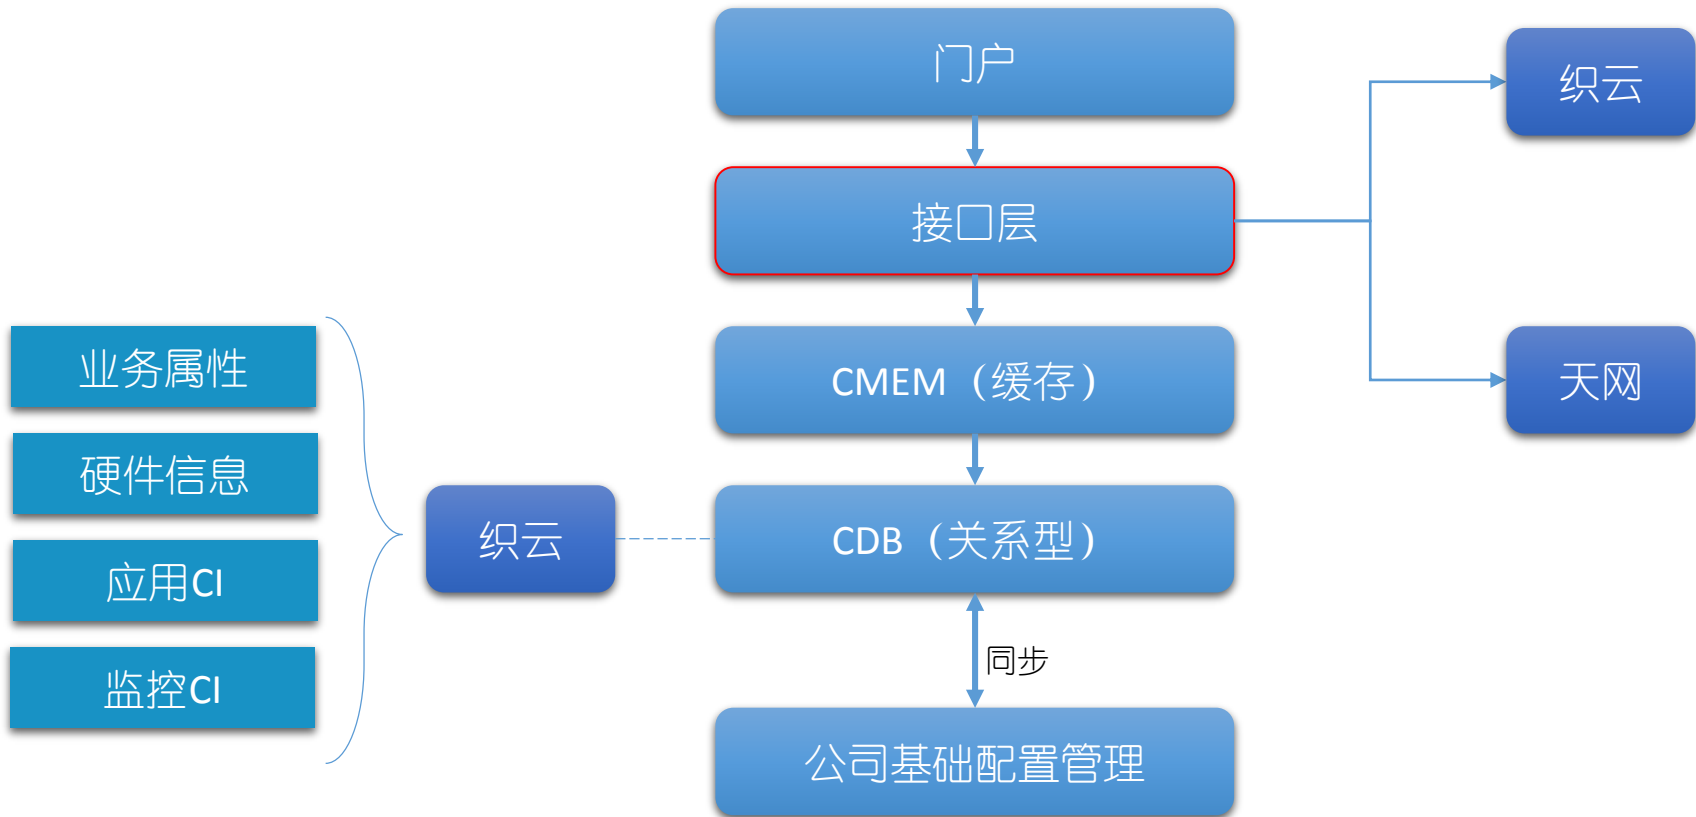 门户
织云
接口层
业务属性
CMEM（缓存）
天网
硬件信息
织云
CDB（关系型）
应用CI
同步
监控CI
公司基础配置管理